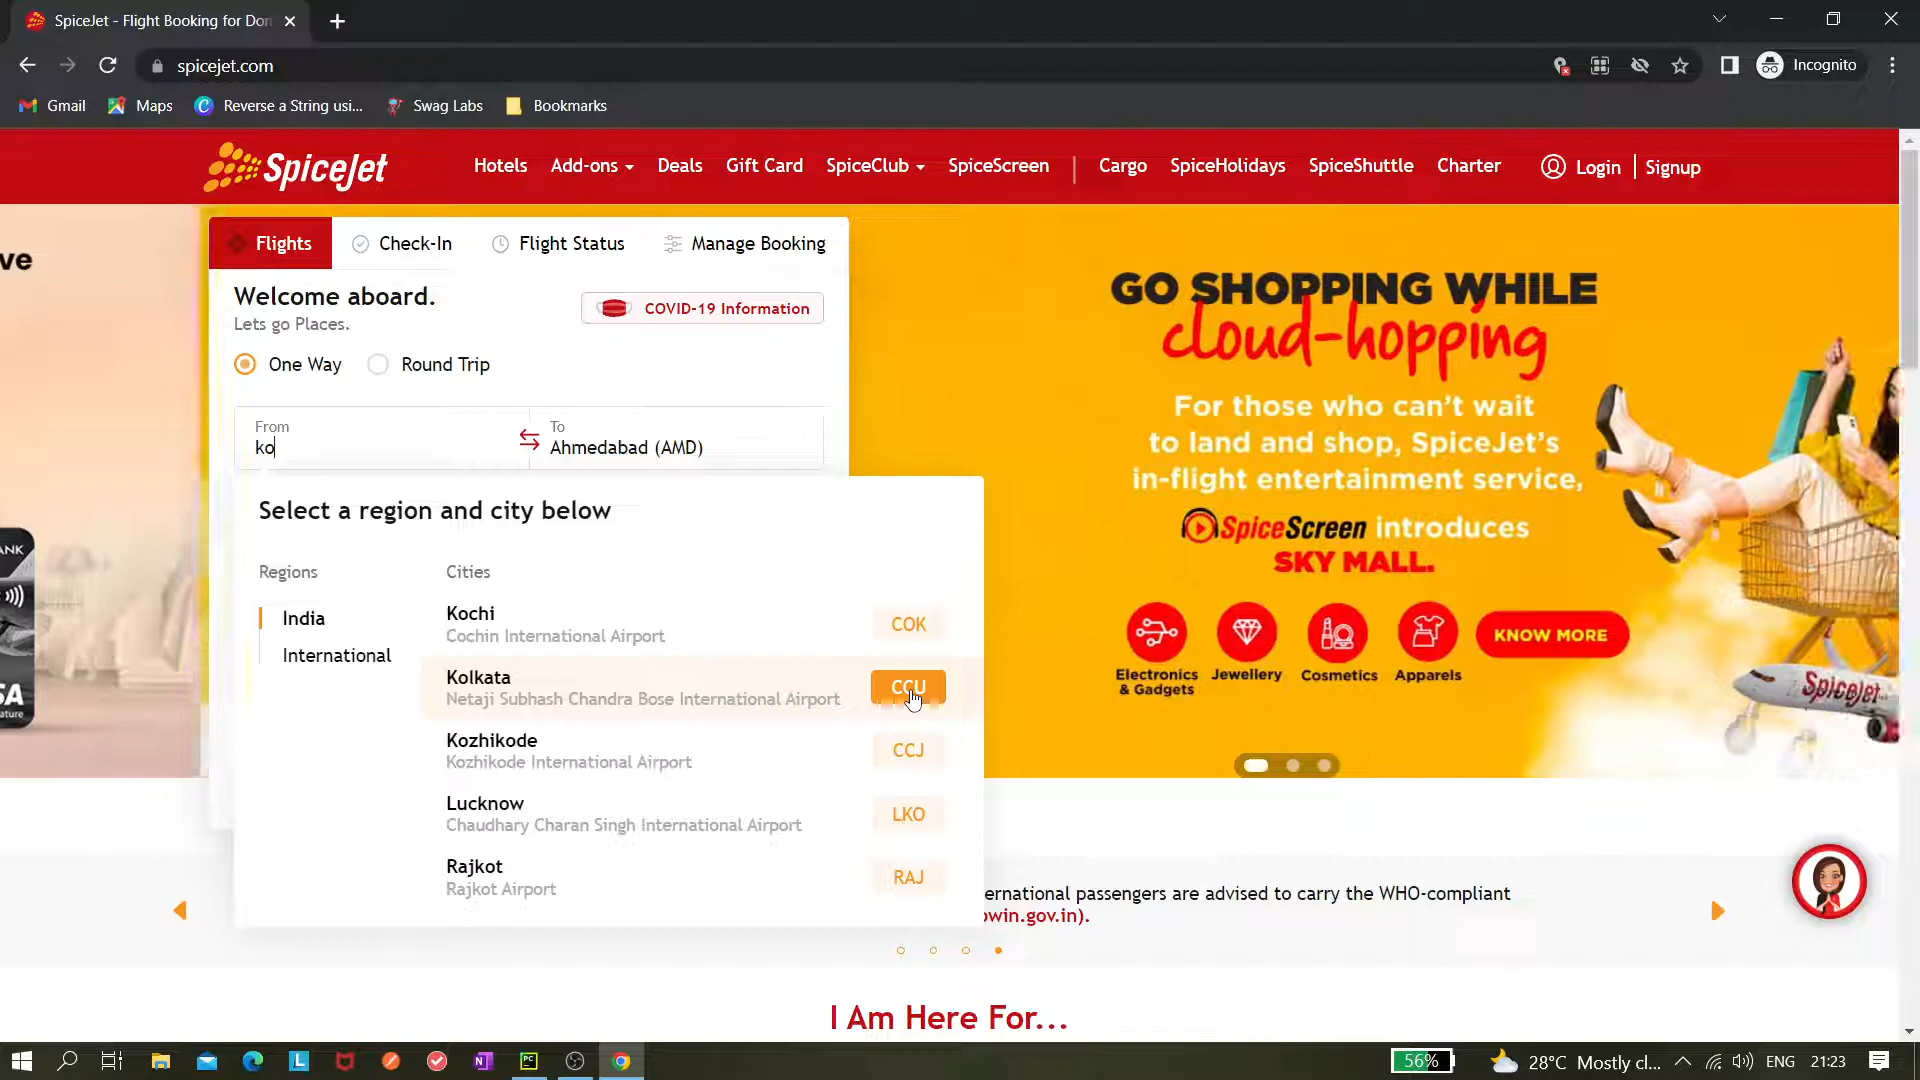 SpiceJet - Flight Booking for Don
spicejet.com
Incognito
Gmail
Maps
Reverse a String usi...
Swag Labs
Bookmarks
SpiceJet
Hotels
Add-ons
Deals
Gift Card
SpiceClub
SpiceScreen
Cargo
SpiceHolidays
SpiceShuttle
Charter
Login
Signup
Flights
Check-In
Flight Status
Manage Booking
Welcome aboard.
Lets go Places.
COVID-19 Information
One Way
Round Trip
From
ko
To
Ahmedabad (AMD)
Select a region and city below
Regions
Cities
India
International
Kochi
Cochin International Airport
COK
Kolkata
Netaji Subhash Chandra Bose International Airport
CCU
Kozhikode
Kozhikode International Airport
CCJ
Lucknow
Chaudhary Charan Singh International Airport
LKO
Rajkot
Rajkot Airport
RAJ
ve
ANK
SA
ature
GO SHOPPING WHILE
cloud-hopping
For those who can't wait
to land and shop, SpiceJet's
in-flight entertainment service,
SpiceScreen introduces
SKY MALL.
Electronics
& Gadgets
Jewellery
Cosmetics
Apparels
KNOW MORE
SpiceJet
ernational passengers are advised to carry the WHO-compliant
owin.gov.in).
I Am Here For...
56%
28°C Mostly cl...
ENG
21:23